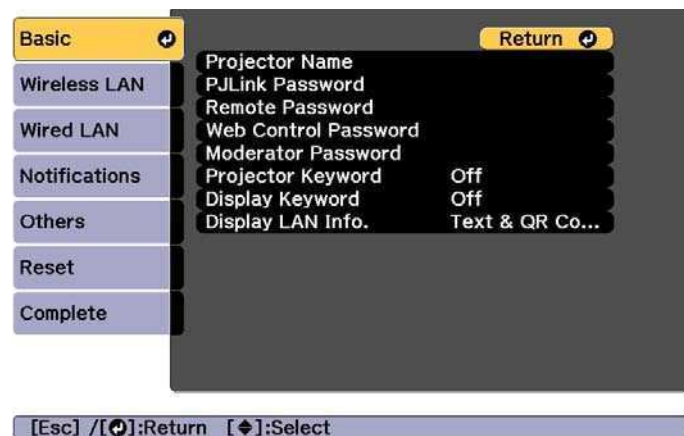 Basic
Return
Projector Name
Wireless LAN
PJLink Password
Remote Password
Wired LAN
Web Control Password
Moderator Password
Notifications
Projector Keyword Off
Display Keyword Off
Others
Display LAN Info. Text & QR Co...
Reset
Complete
[Esc] /[ ]:Return [ ]:Select